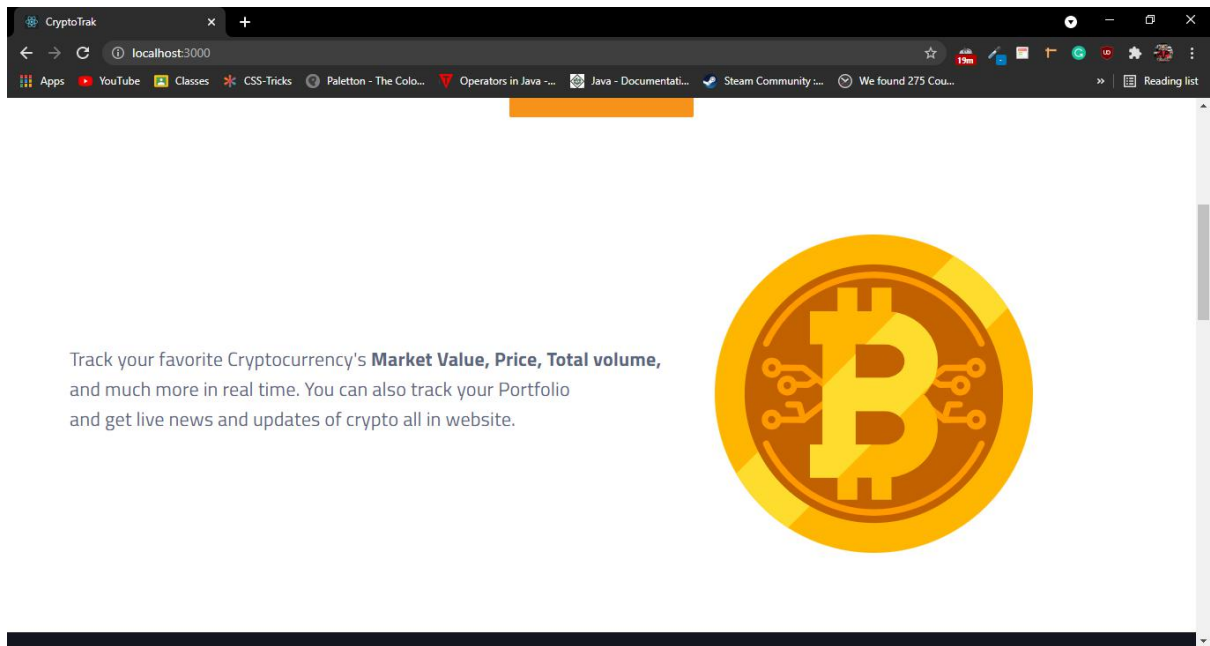 CryptoTrak
localhost:3000
19m
Apps YouTube Classes CSS-Tricks Paletton - The Colo... Operators in Java -... Java - Documentati... Steam Community :... We found 275 Cou... » Reading list
Track your favorite Cryptocurrency's Market Value, Price, Total volume,
and much more in real time. You can also track your Portfolio
and get live news and updates of crypto all in website.